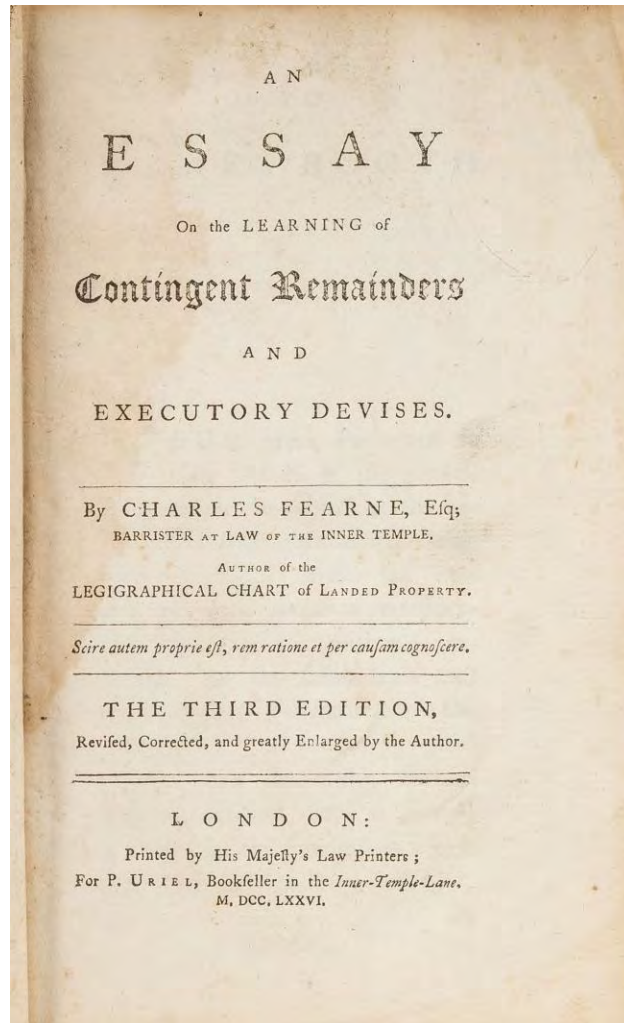 AN
ESSAY
On the LEARNING of
Contingent Remainders
AND
EXECUTORY DEVISES.
By CHARLES FEARNE, Eſq;
BARRISTER AT LAW OF THE INNER TEMPLE.
AUTHOR of the
LEGIGRAPHICAL CHART of LANDED PROPERTY.
Scire autem proprie eſt, rem ratione et per cauſam cognoſcere.
THE THIRD EDITION,
Reviſed, Corrected, and greatly Enlarged by the Author.
LONDON:
Printed by His Majeſty's Law Printers;
For P. URIEL, Bookſeller in the Inner-Temple-Lane.
M, DCC, LXXVI.